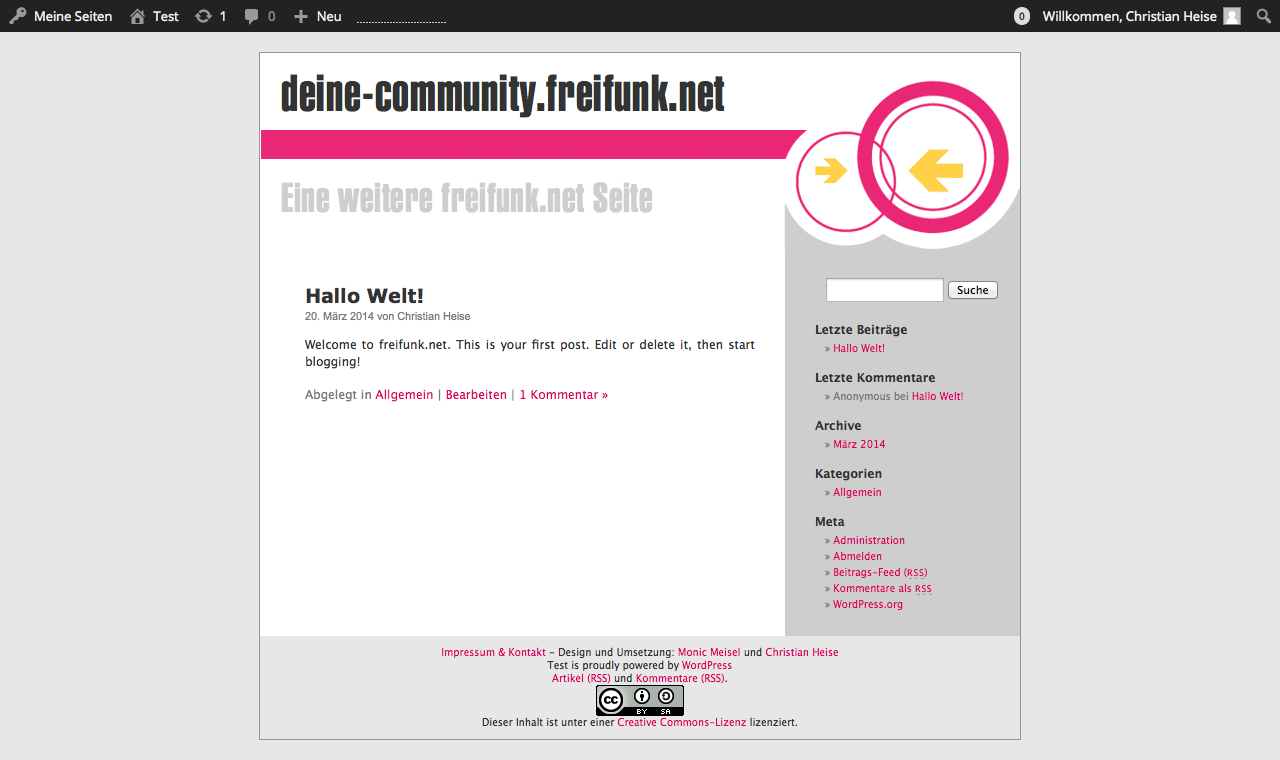 Meine Seiten Test 1 0 Neu 0 Willkommen, Christian Heise
deine-community.freifunk.net
Eine weitere freifunk.net Seite
Hallo Welt!
20. März 2014 von Christian Heise
Welcome to freifunk.net. This is your first post. Edit or delete it, then start
blogging!
Abgelegt in Allgemein | Bearbeiten | 1 Kommentar »
Suche
Letzte Beiträge
» Hallo Welt!
Letzte Kommentare
» Anonymous bei Hallo Welt!
Archive
» März 2014
Kategorien
» Allgemein
Meta
» Administration
» Abmelden
» Beitrags-Feed (RSS)
» Kommentare als RSS
» WordPress.org
Impressum & Kontakt - Design und Umsetzung: Monic Meisel und Christian Heise
Test is proudly powered by WordPress
Artikel (RSS) und Kommentare (RSS).
cc BY SA
Dieser Inhalt ist unter einer Creative Commons-Lizenz lizenziert.